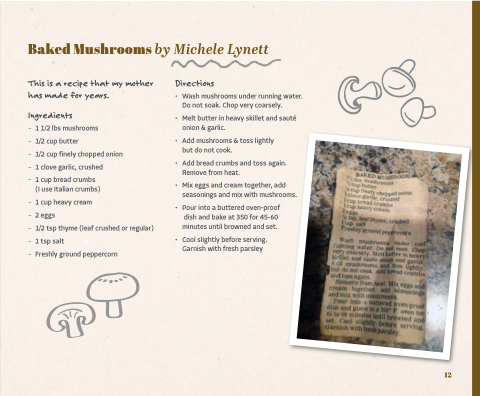 Baked Mushrooms by Michele Lynett
This is a recipe that my mother
has made for years.
Ingredients
- 1 1/2 lbs mushrooms
- 1/2 cup butter
- 1/2 cup finely chopped onion
- 1 clove garlic, crushed
- 1 cup bread crumbs
(I use Italian crumbs)
- 1 cup heavy cream
- 2 eggs
- 1/2 tsp thyme (leaf crushed or regular)
- 1 tsp salt
- Freshly ground peppercorn
Directions
• Wash mushrooms under running water.
Do not soak. Chop very coarsely.
• Melt butter in heavy skillet and sauté
onion & garlic.
• Add mushrooms & toss lightly
but do not cook.
• Add bread crumbs and toss again.
Remove from heat.
• Mix eggs and cream together, add
seasonings and mix with mushrooms.
• Pour into a buttered oven-proof
dish and bake at 350 for 45-60
minutes until browned and set.
• Cool slightly before serving.
Garnish with fresh parsley
BAKED MUSHROOMS
lbs. mushrooms
cup butter
cup finely chopped onion
clove garlic, crushed
cup bread crumbs
cup heavy cream
eggs
tsp. leaf thyme, crushed
tsp. salt
Freshly ground peppercorn
Wash mushrooms under cold
running water. Do not soak. Chop
very coarsely. Melt butter in heavy
skillet and saute onion and garlic.
Add mushrooms and toss lightly,
but do not cook. Add bread crumbs
and toss again.
Remove from heat. Mix eggs and
cream together, add seasonings
and mix with mushrooms.
Pour into a buttered oven-proof
dish and place in a 350° F. oven for
45 to 60 minutes until browned and
set. Cool slightly before serving.
Garnish with fresh parsley.
12